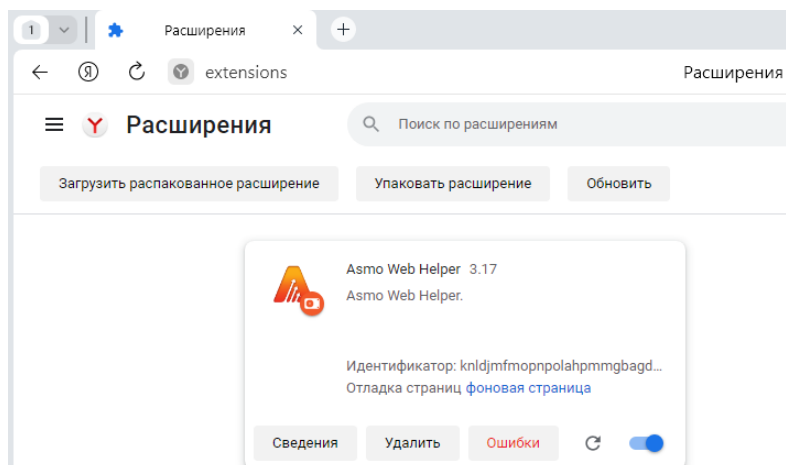 1
Расширения
Я extensions Расширения
Y Расширения Поиск по расширениям
Загрузить распакованное расширение Упаковать расширение Обновить
Asmo Web Helper 3.17
Asmo Web Helper.
Идентификатор: knldjmfmopnpolahpmmgbagd...
Отладка страниц фоновая страница
Сведения Удалить Ошибки